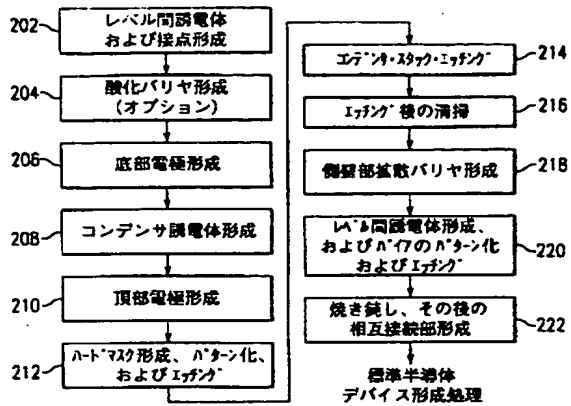 202
レベル間誘電体
および接点形成
204
酸化バリヤ形成
(オプション)
206
底部電極形成
208
コンデンサ誘電体形成
210
頂部電極形成
212
ハードマスク形成、パターン化、
およびエッチング
コンデンサ・スタック・エッチング
214
エッチング後の清掃
216
側壁部拡散バリヤ形成
218
レベル間誘電体形成、
およびバイアのパターン化
およびエッチング
220
焼き鈍し、その後の
相互接続部形成
222
標準半導体
デバイス形成処理